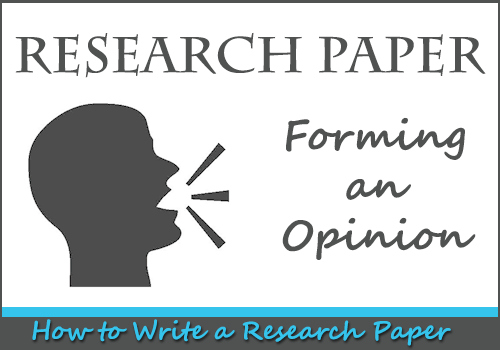 RESEARCH PAPER
Forming
an
Opinion
How to Write a Research Paper